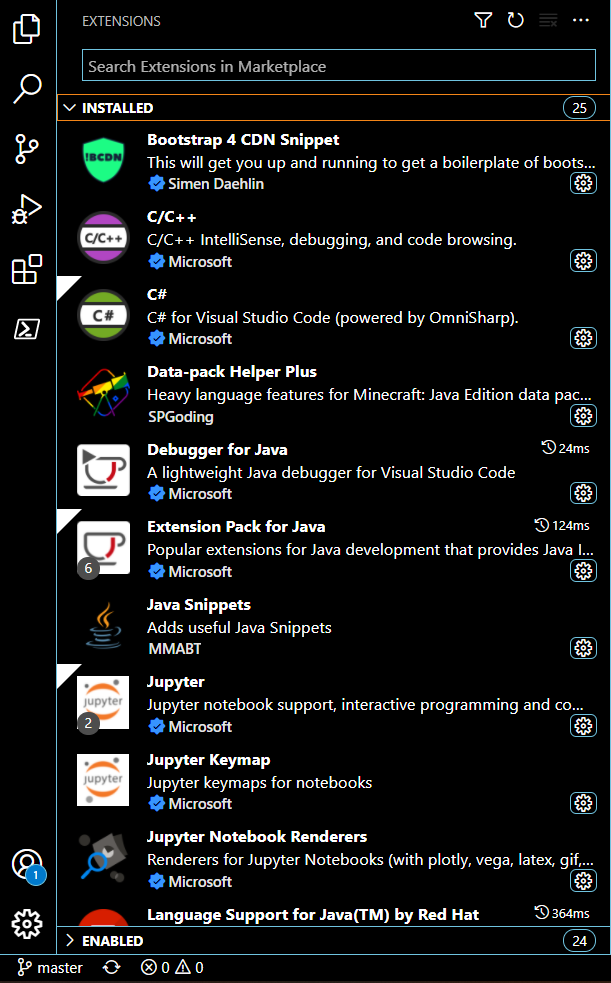 EXTENSIONS
Search Extensions in Marketplace
INSTALLED 25
Bootstrap 4 CDN Snippet
!BCDN
This will get you up and running to get a boilerplate of boots...
Simen Daehlin
C/C++
C/C++
C/C++ IntelliSense, debugging, and code browsing.
Microsoft
C#
C#
C# for Visual Studio Code (powered by OmniSharp).
Microsoft
Data-pack Helper Plus
Heavy language features for Minecraft: Java Edition data pac...
SPGoding
Debugger for Java 24ms
A lightweight Java debugger for Visual Studio Code
Microsoft
Extension Pack for Java 124ms
Popular extensions for Java development that provides Java I...
6
Microsoft
Java Snippets
Adds useful Java Snippets
MMABT
Jupyter
jupyter
Jupyter notebook support, interactive programming and co...
2
Microsoft
Jupyter Keymap
jupyter
Jupyter keymaps for notebooks
Microsoft
Jupyter Notebook Renderers
Renderers for Jupyter Notebooks (with plotly, vega, latex, gif,...
1
Microsoft
Language Support for Java(TM) by Red Hat 364ms
ENABLED 24
master 0 0